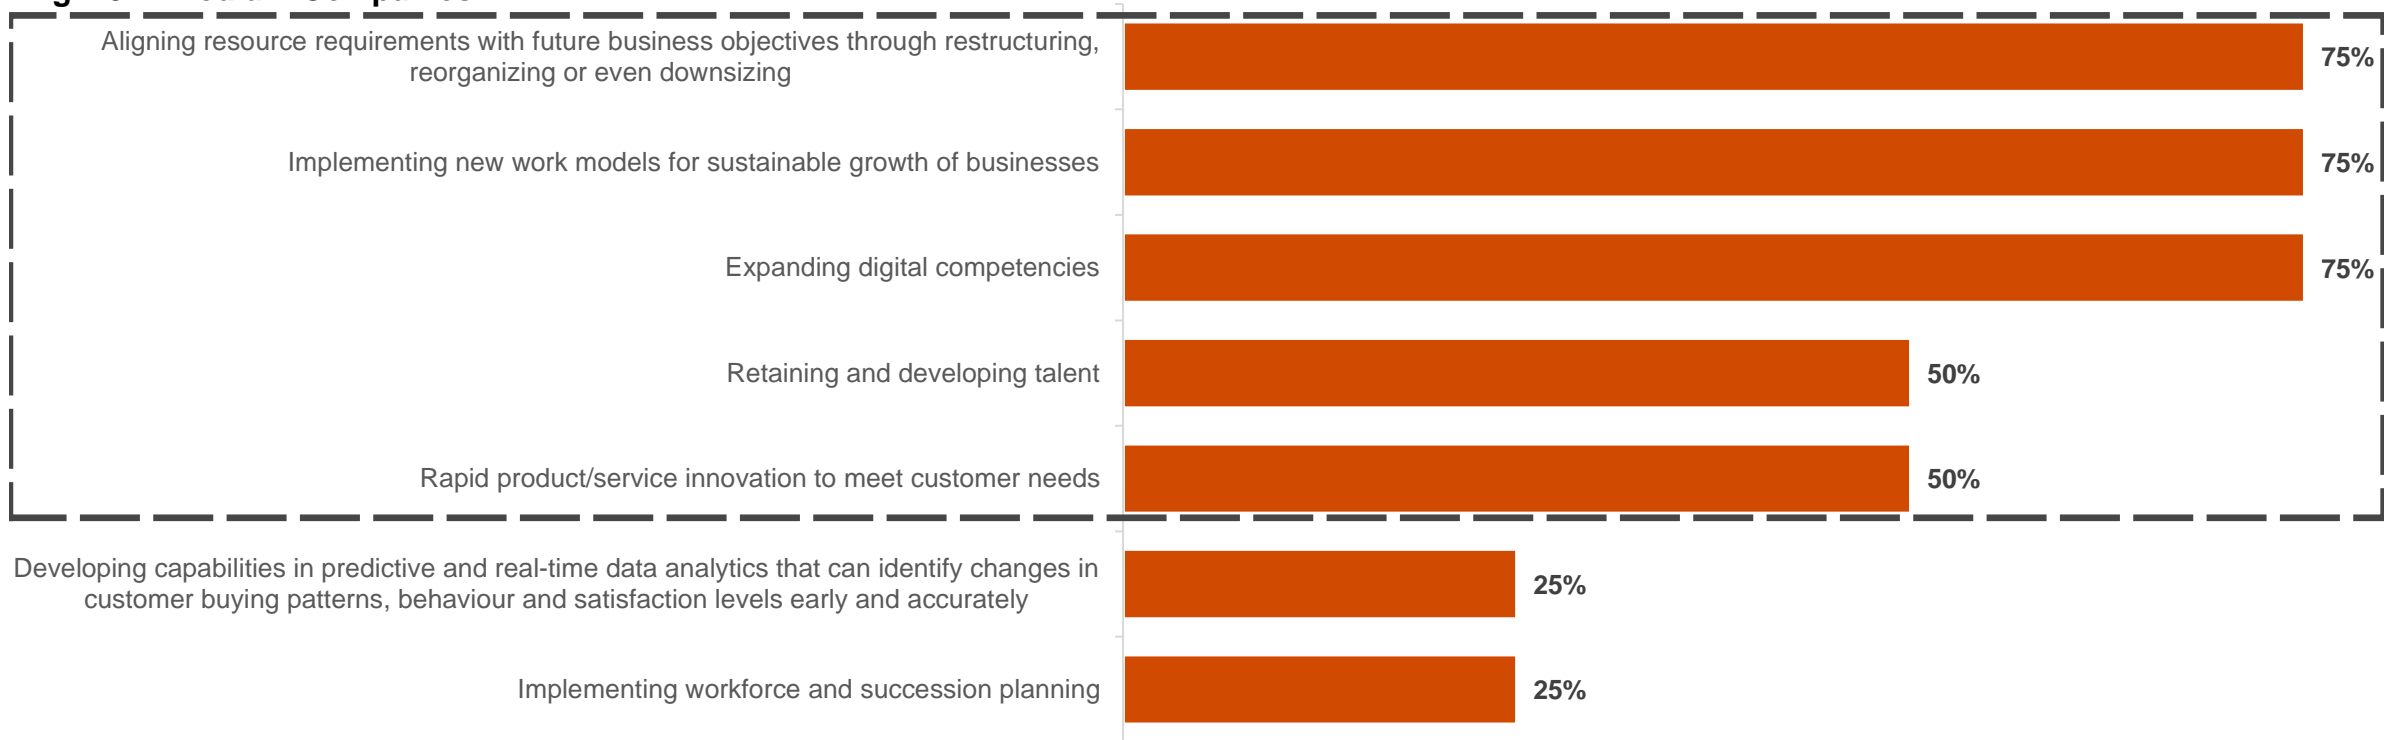 Aligning resource requirements with future business objectives through restructuring,
reorganizing or even downsizing
75%
Implementing new work models for sustainable growth of businesses
75%
Expanding digital competencies
75%
Retaining and developing talent
50%
Rapid product/service innovation to meet customer needs
50%
Developing capabilities in predictive and real-time data analytics that can identify changes in
customer buying patterns, behaviour and satisfaction levels early and accurately
25%
Implementing workforce and succession planning
25%